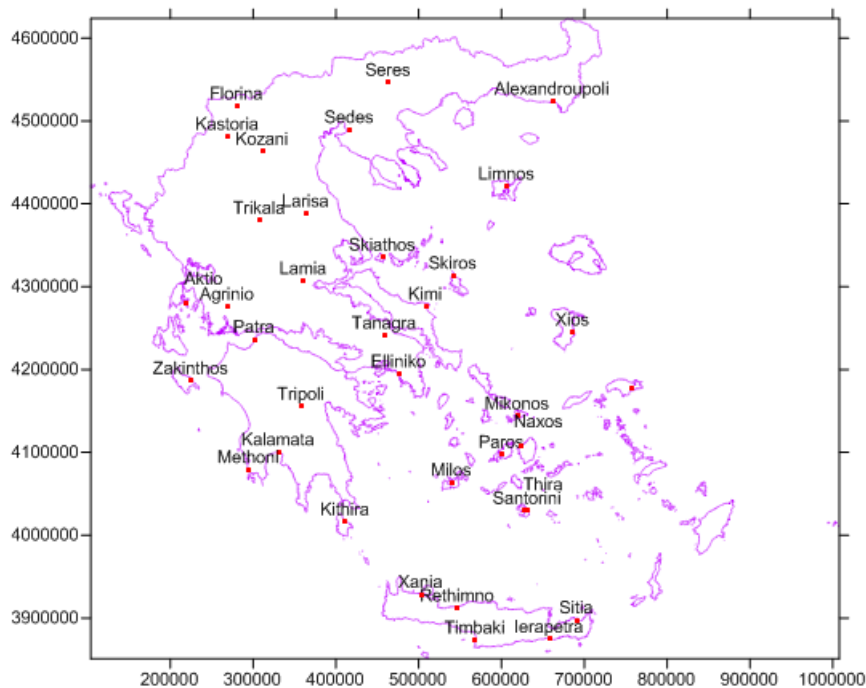 4600000
Seres
Florina
Alexandroupoli
4500000
Kastoria
Sedes
Kozani
Limnos
4400000
Trikala
Larisa
Skiathos
Skiros
4300000
Aktio
Lamia
Agrinio
Kimi
Patra
Tanagra
Xios
4200000
Zakinthos
Elliniko
Tripoli
Mikonos
Naxos
4100000
Kalamata
Paros
Methoni
Milos
Thira
Santorini
Kithira
4000000
Xania
Rethimno
Sitia
3900000
Timbaki
Ierapetra
200000 300000 400000 500000 600000 700000 800000 900000 1000000